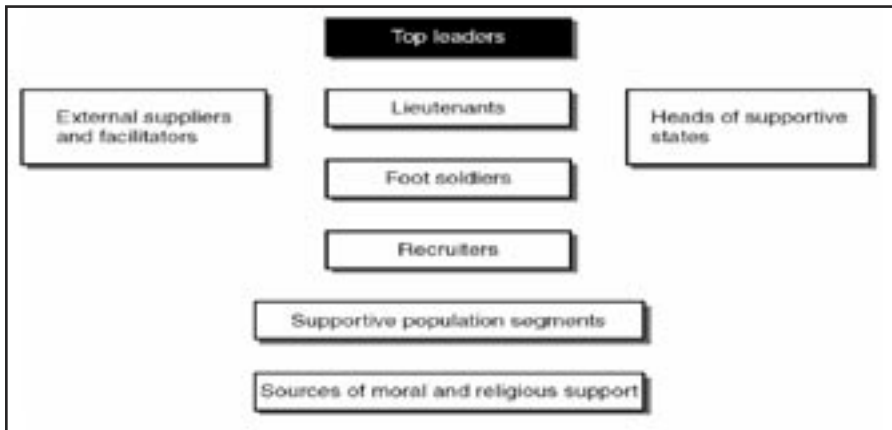 Top leaders
External suppliers
and facilitators
Lieutenants
Heads of supportive
states
Foot soldiers
Recruiters
Supportive population segments
Sources of moral and religious support